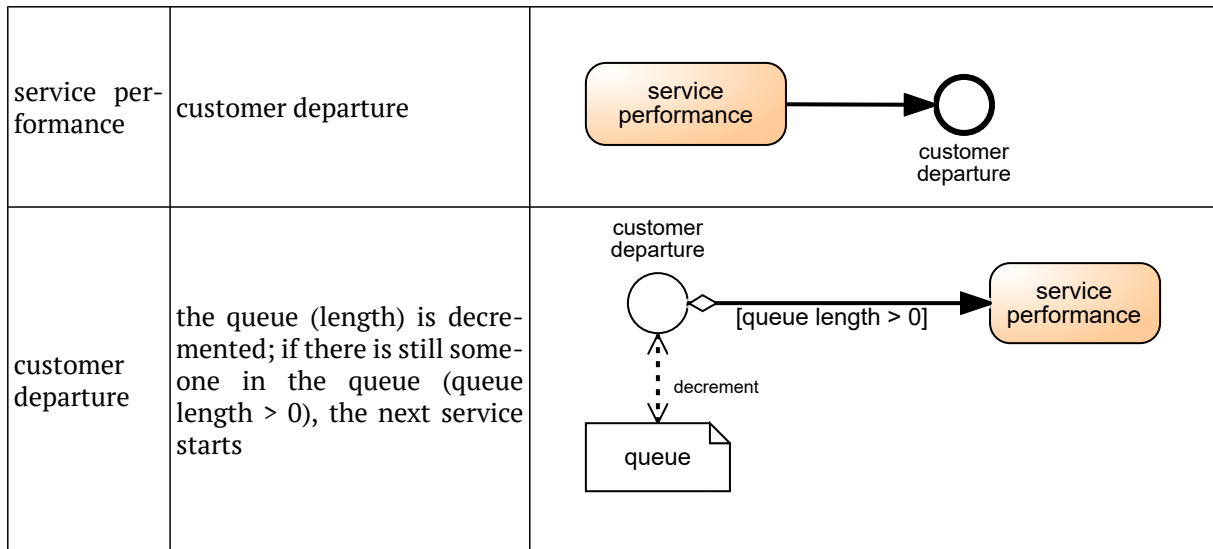 service per-
formance
customer departure
service
performance
customer
departure
customer
departure
the queue (length) is decre-
mented; if there is still some-
one in the queue (queue
length > 0), the next service
starts
customer
departure
[queue length > 0]
service
performance
decrement
queue